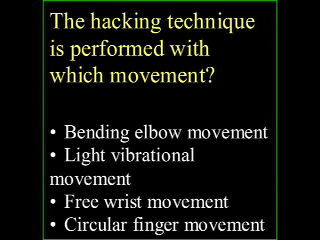 The hacking technique
is performed with
which movement?
• Bending elbow movement
• Light vibrational
movement
• Free wrist movement
• Circular finger movement